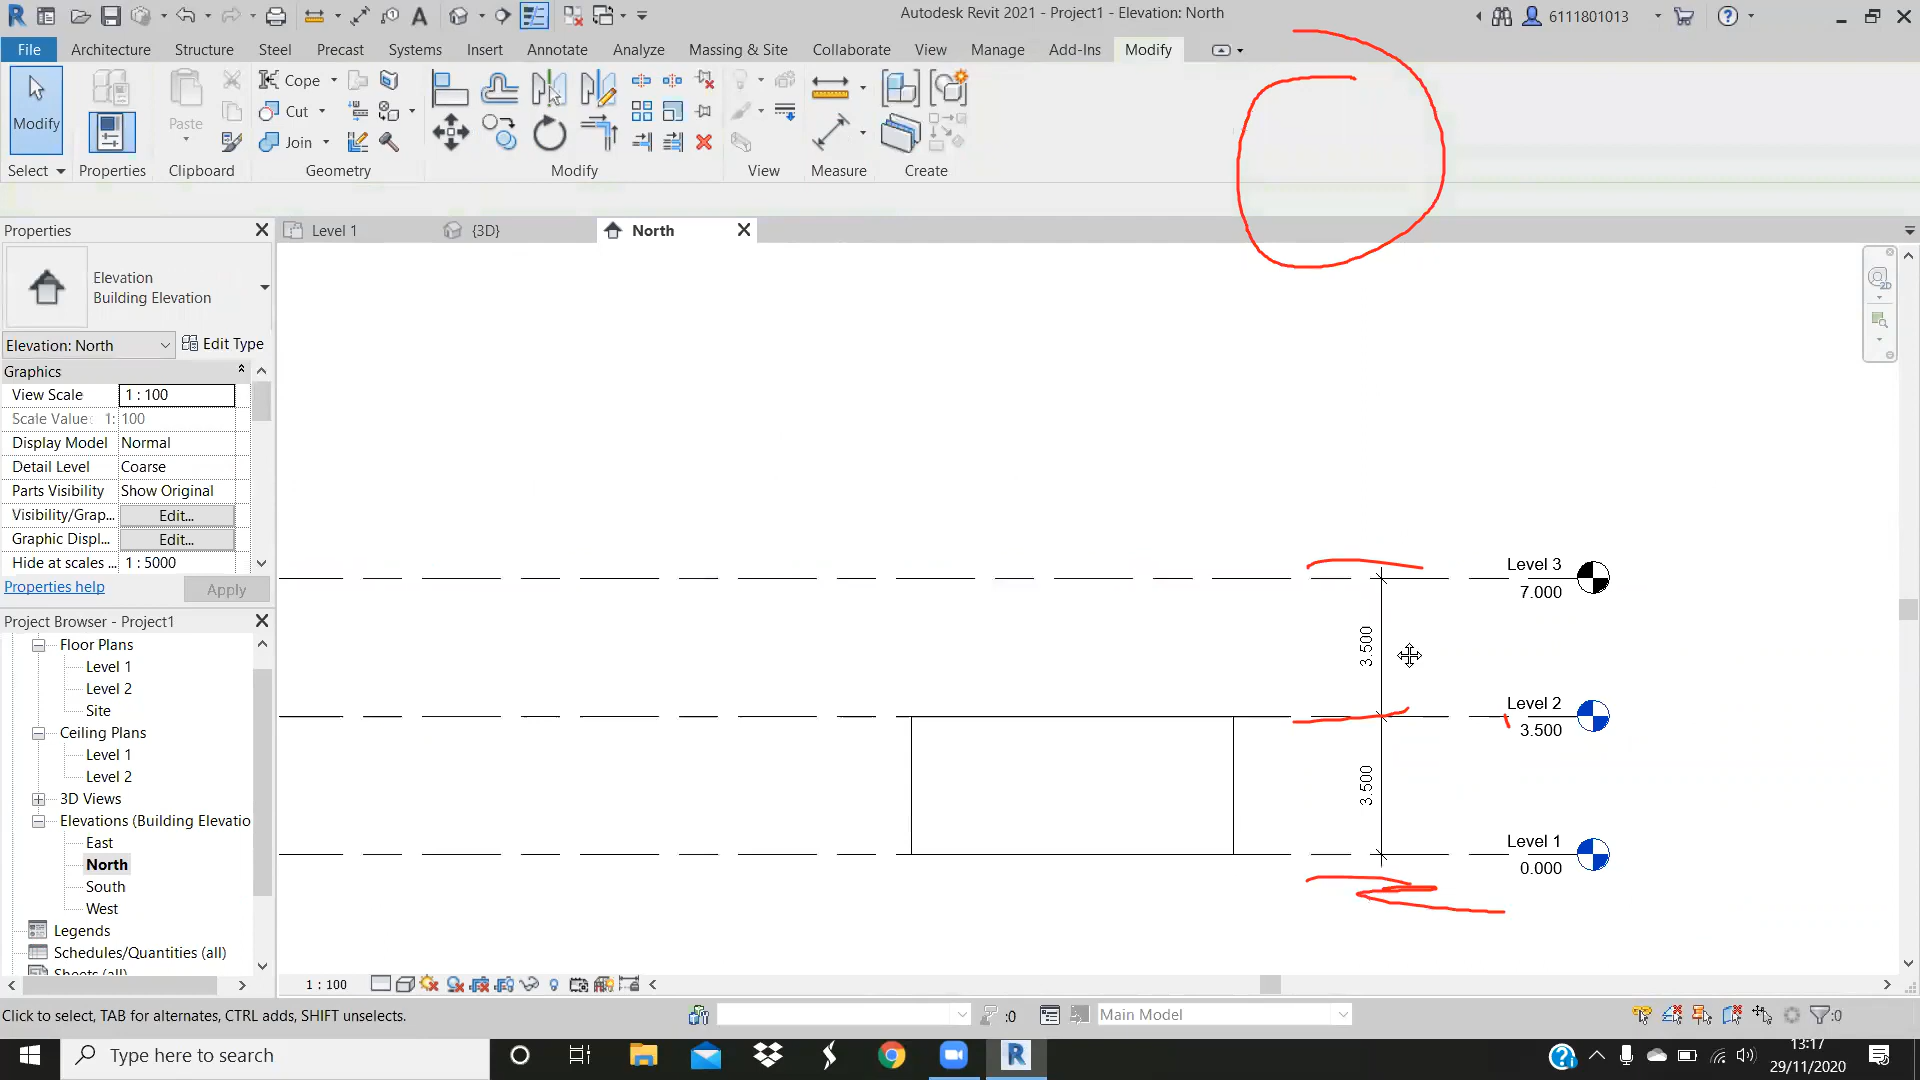 Autodesk Revit 2021 - Project1 - Elevation: North
6111801013
File Architecture Structure Steel Precast Systems Insert Annotate Analyze Massing & Site Collaborate View Manage Add-Ins Modify
Modify
Paste
Cope
Cut
Join
Select Properties Clipboard Geometry Modify View Measure Create
Properties
Level 1 {3D} North
Elevation
Building Elevation
Elevation: North Edit Type
Graphics
View Scale 1 : 100
Scale Value 1: 100
Display Model Normal
Detail Level Coarse
Parts Visibility Show Original
Visibility/Grap... Edit...
Graphic Displ... Edit...
Hide at scales ... 1 : 5000
Properties help Apply
Project Browser - Project1
Floor Plans
Level 1
Level 2
Site
Ceiling Plans
Level 1
Level 2
3D Views
Elevations (Building Elevatio
East
North
South
West
Legends
Schedules/Quantities (all)
Sheets (all)
Level 3
7.000
3.500
Level 2
3.500
3.500
Level 1
0.000
1 : 100
Click to select, TAB for alternates, CTRL adds, SHIFT unselects.
:0
Main Model
:0
Type here to search
13:17
29/11/2020